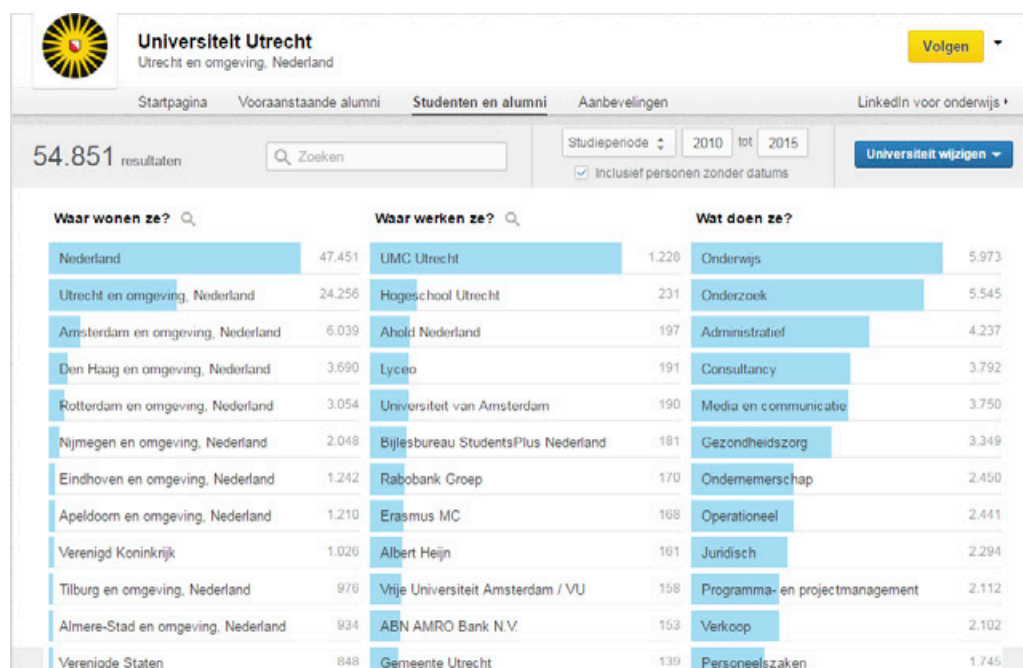 Universiteit Utrecht
Utrecht en omgeving, Nederland
Volgen
Startpagina Vooraanstaande alumni Studenten en alumni Aanbevelingen LinkedIn voor onderwijs
54.851 resultaten
Zoeken
Studieperiode 2010 tot 2015
Inclusief personen zonder datums
Universiteit wijzigen
Waar wonen ze?
Nederland 47.451
Utrecht en omgeving, Nederland 24.256
Amsterdam en omgeving, Nederland 6.039
Den Haag en omgeving, Nederland 3.690
Rotterdam en omgeving, Nederland 3.054
Nijmegen en omgeving, Nederland 2.048
Eindhoven en omgeving, Nederland 1.242
Apeldoorn en omgeving, Nederland 1.210
Verenigd Koninkrijk 1.026
Tilburg en omgeving, Nederland 976
Almere-Stad en omgeving, Nederland 934
Verenigde Staten 848
Waar werken ze?
UMC Utrecht 1.228
Hogeschool Utrecht 231
Ahold Nederland 197
Lyceo 191
Universiteit van Amsterdam 190
Bijlesbureau StudentsPlus Nederland 181
Rabobank Groep 170
Erasmus MC 168
Albert Heijn 161
Vrije Universiteit Amsterdam / VU 158
ABN AMRO Bank N.V. 153
Gemeente Utrecht 139
Wat doen ze?
Onderwijs 5.973
Onderzoek 5.545
Administratief 4.237
Consultancy 3.792
Media en communicatie 3.750
Gezondheidszorg 3.349
Ondernemerschap 2.450
Operationeel 2.441
Juridisch 2.294
Programma- en projectmanagement 2.112
Verkoop 2.102
Personeelszaken 1.745